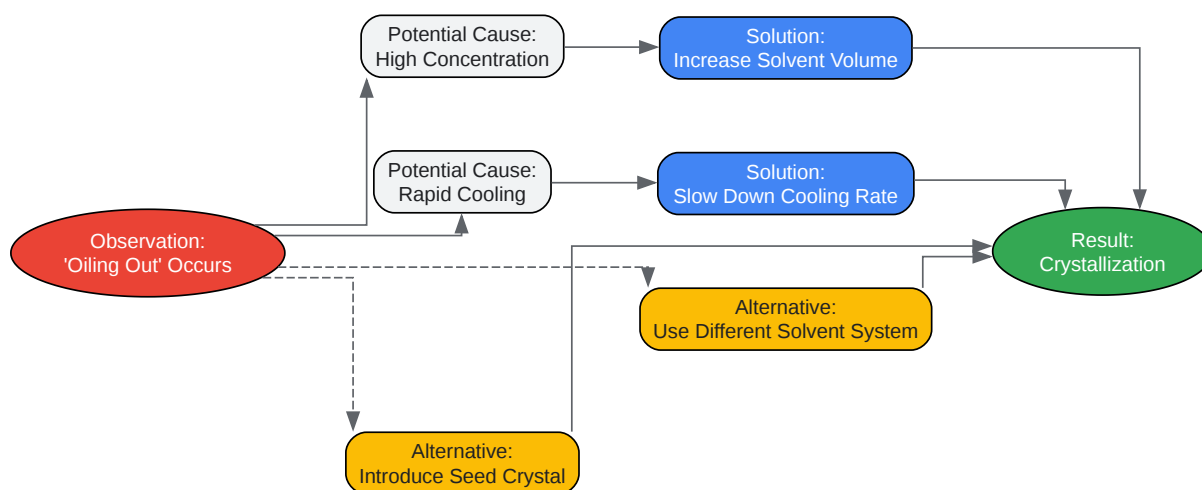 Potential Cause:
High Concentration
Solution:
Increase Solvent Volume
Potential Cause:
Rapid Cooling
Solution:
Slow Down Cooling Rate
Observation:
'Oiling Out' Occurs
Result:
Crystallization
Alternative:
Use Different Solvent System
Alternative:
Introduce Seed Crystal